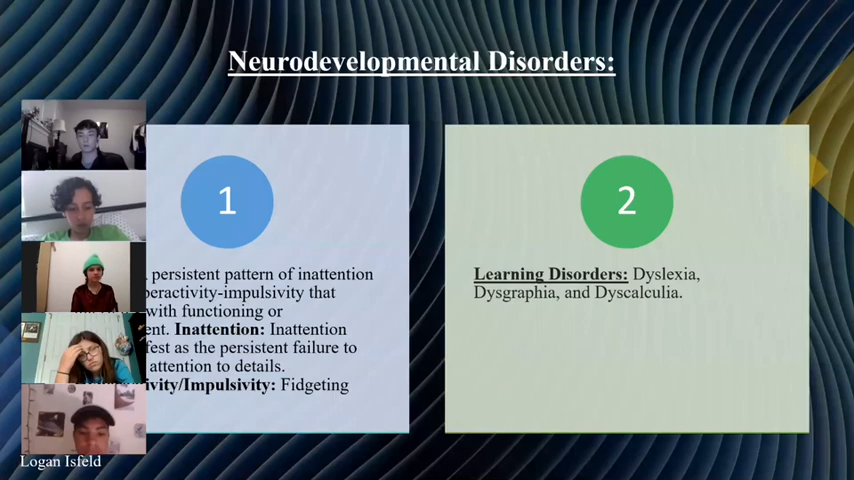 Neurodevelopmental Disorders:
1
persistent pattern of inattention
peractivity-impulsivity that
with functioning or
ent. Inattention: Inattention
fest as the persistent failure to
attention to details.
ivity/Impulsivity: Fidgeting
2
Learning Disorders: Dyslexia,
Dysgraphia, and Dyscalculia.
Logan Isfeld